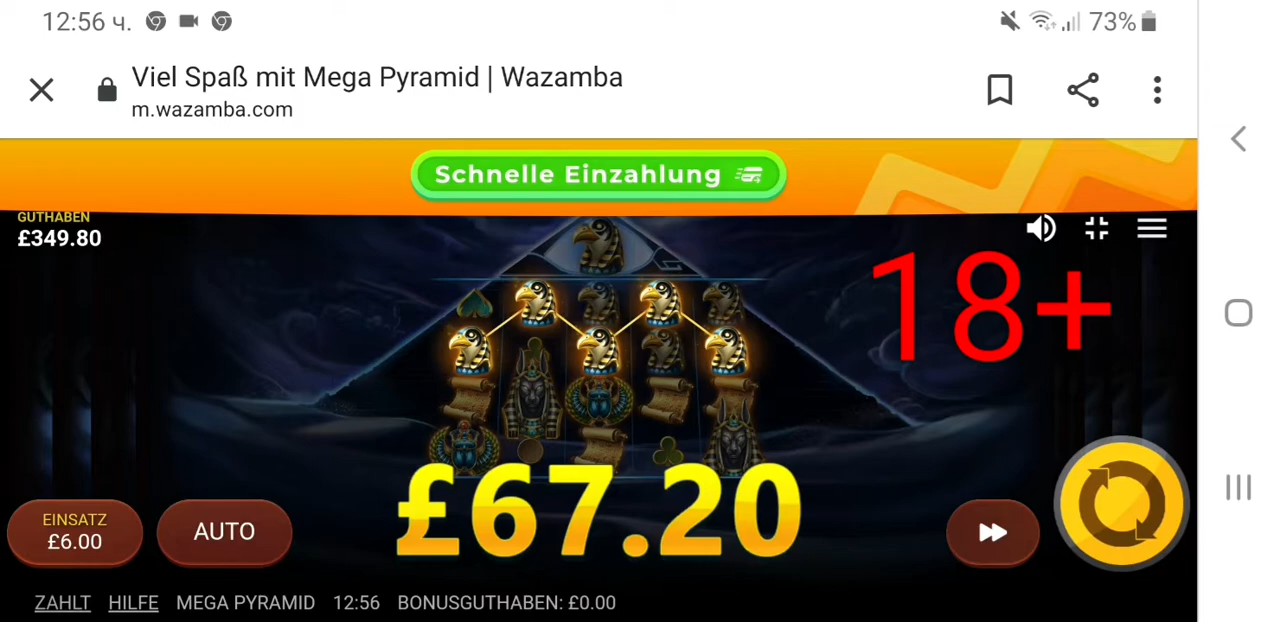 12:56 ч.
73%
Viel Spaß mit Mega Pyramid | Wazamba
m.wazamba.com
Schnelle Einzahlung
GUTHABEN
£349.80
18+
£67.20
EINSATZ
£6.00
AUTO
ZAHLT HILFE MEGA PYRAMID 12:56 BONUSGUTHABEN: £0.00